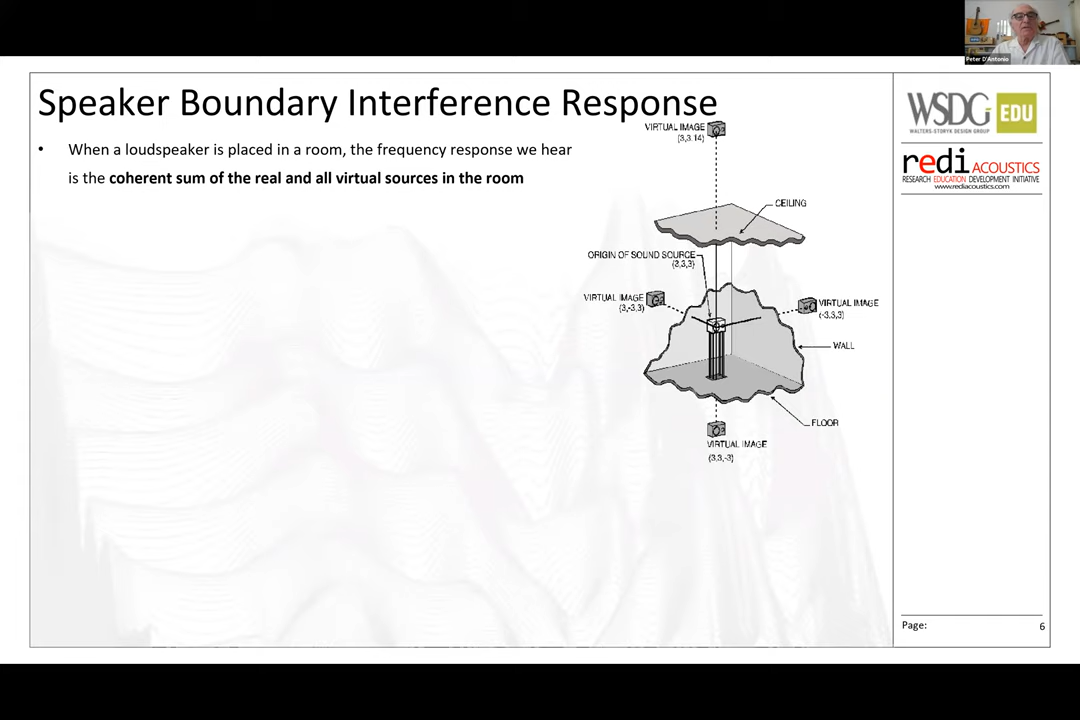 Peter D'Antonio
Speaker Boundary Interference Response
• When a loudspeaker is placed in a room, the frequency response we hear
is the coherent sum of the real and all virtual sources in the room
VIRTUAL IMAGE
(3,3,14)
CEILING
ORIGIN OF SOUND SOURCE
(3,3,3)
VIRTUAL IMAGE
(3,-3,3)
VIRTUAL IMAGE
(-3,3,3)
WALL
FLOOR
VIRTUAL IMAGE
(3,3,-3)
WSDG EDU
WALTERS-STORYK DESIGN GROUP
redi ACOUSTICS
RESEARCH EDUCATION DEVELOPMENT INITIATIVE
www.rediacoustics.com
Page: 6